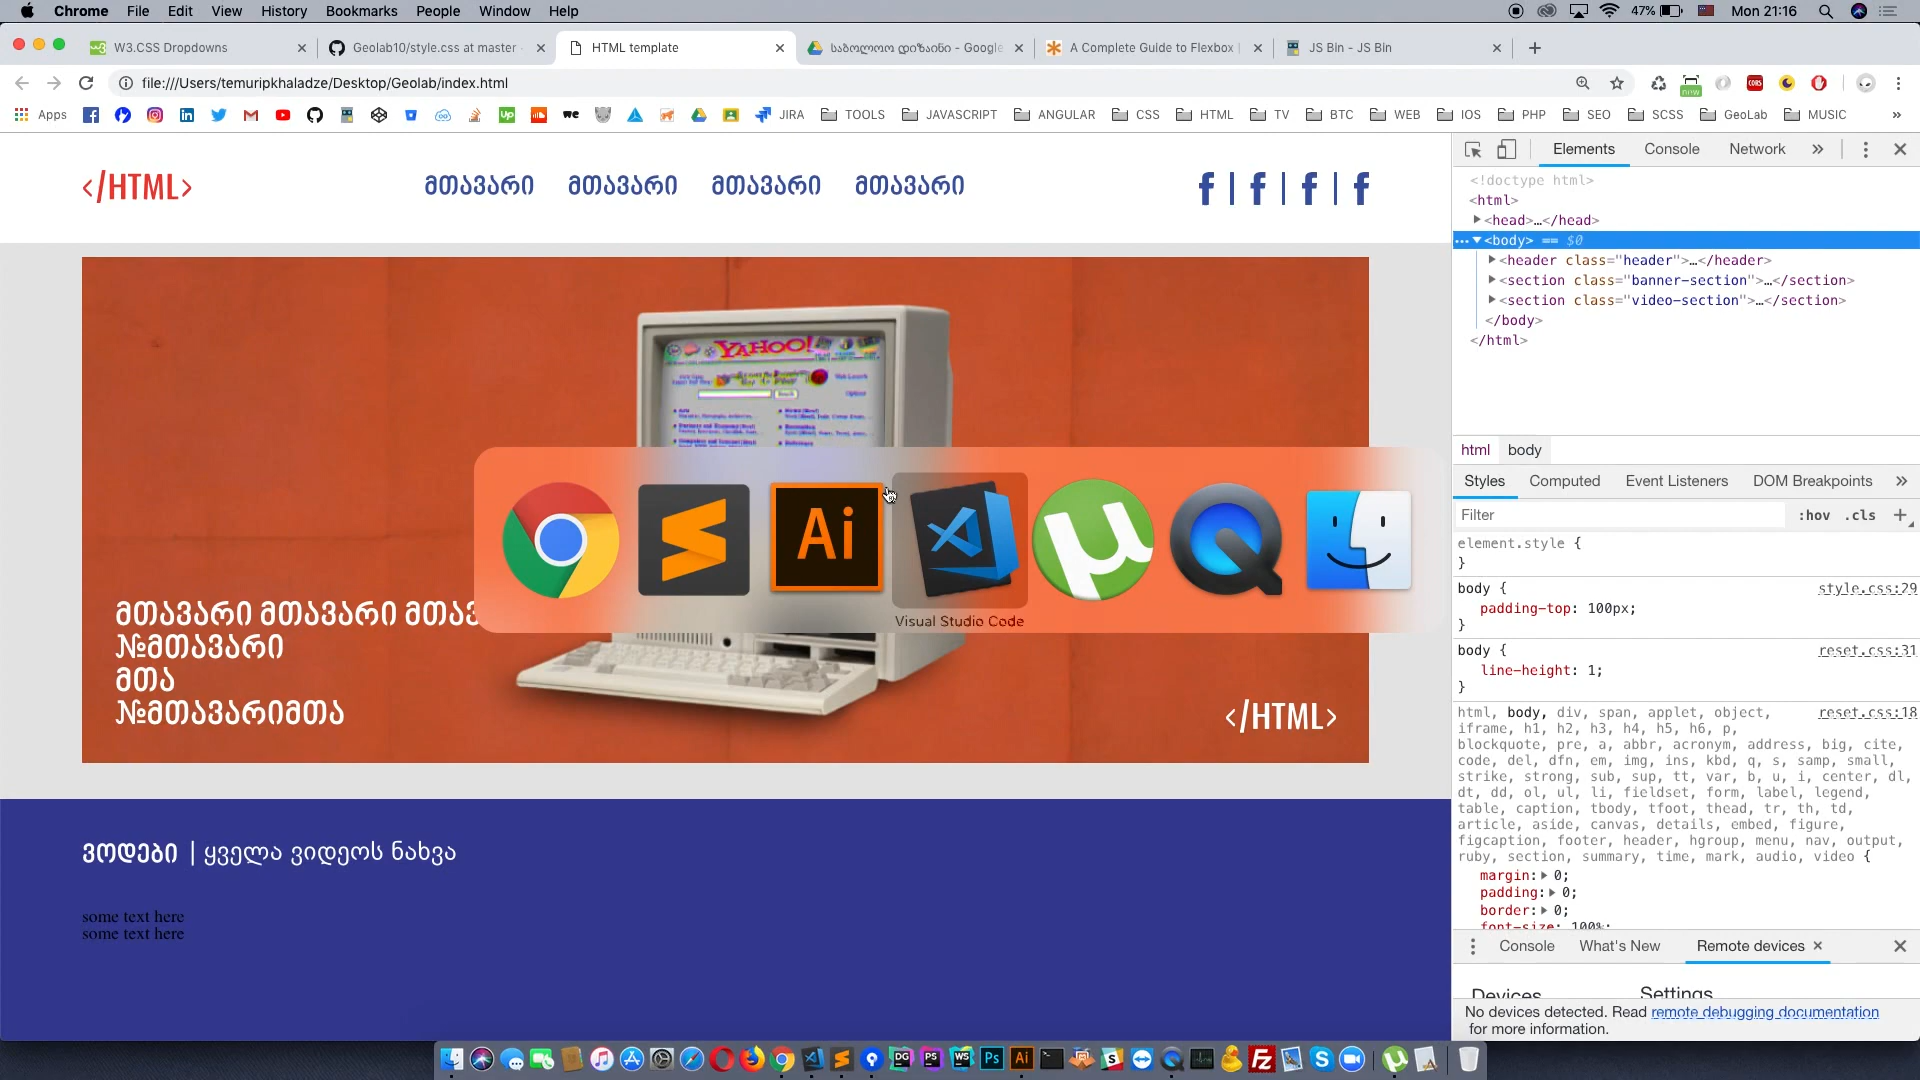 Chrome File Edit View History Bookmarks People Window Help 47% Mon 21:16
W3.CSS Dropdowns
Geolab10/style.css at master
HTML template
საბოლოო დიზაინი - Google
A Complete Guide to Flexbox
JS Bin - JS Bin
file:///Users/temuripkhaladze/Desktop/Geolab/index.html
Apps JIRA TOOLS JAVASCRIPT ANGULAR CSS HTML TV BTC WEB IOS PHP SEO SCSS GeoLab MUSIC »
</HTML>
მთავარი მთავარი მთავარი მთავარი
f | f | f | f
YAHOO!
მთავარი მთავარი მთავ
№მთავარი
მთა
№მთავარიმთა
</HTML>
Ai
Visual Studio Code
ვოდები | ყველა ვიდეოს ნახვა
some text here
some text here
Elements Console Network »
<!doctype html>
<html>
<head>…</head>
<body> == $0
<header class="header">…</header>
<section class="banner-section">…</section>
<section class="video-section">…</section>
</body>
</html>
html body
Styles Computed Event Listeners DOM Breakpoints »
Filter :hov .cls +
element.style {
}
body { style.css:29
padding-top: 100px;
}
body { reset.css:31
line-height: 1;
}
html, body, div, span, applet, object, reset.css:18
iframe, h1, h2, h3, h4, h5, h6, p,
blockquote, pre, a, abbr, acronym, address, big, cite,
code, del, dfn, em, img, ins, kbd, q, s, samp, small,
strike, strong, sub, sup, tt, var, b, u, i, center, dl,
dt, dd, ol, ul, li, fieldset, form, label, legend,
table, caption, tbody, tfoot, thead, tr, th, td,
article, aside, canvas, details, embed, figure,
figcaption, footer, header, hgroup, menu, nav, output,
ruby, section, summary, time, mark, audio, video {
margin: 0;
padding: 0;
border: 0;
font-size: 100%;
Console What's New Remote devices ×
Devices Settings
No devices detected. Read remote debugging documentation
for more information.